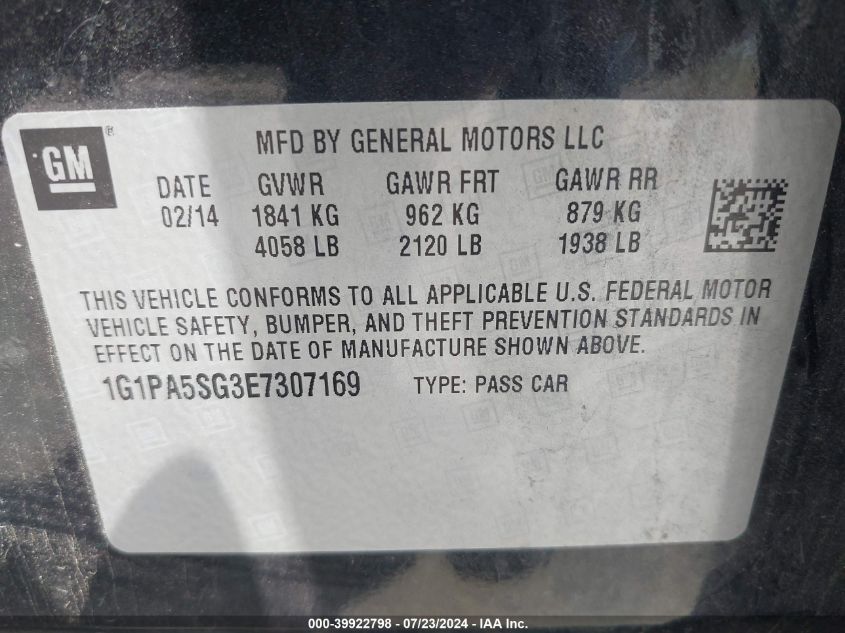 GM ®
MFD BY GENERAL MOTORS LLC
DATE GVWR GAWR FRT GAWR RR
02/14 1841 KG 962 KG 879 KG
4058 LB 2120 LB 1938 LB
THIS VEHICLE CONFORMS TO ALL APPLICABLE U.S. FEDERAL MOTOR
VEHICLE SAFETY, BUMPER, AND THEFT PREVENTION STANDARDS IN
EFFECT ON THE DATE OF MANUFACTURE SHOWN ABOVE.
1G1PA5SG3E7307169 TYPE: PASS CAR
000-39922798 - 07/23/2024 - IAA Inc.